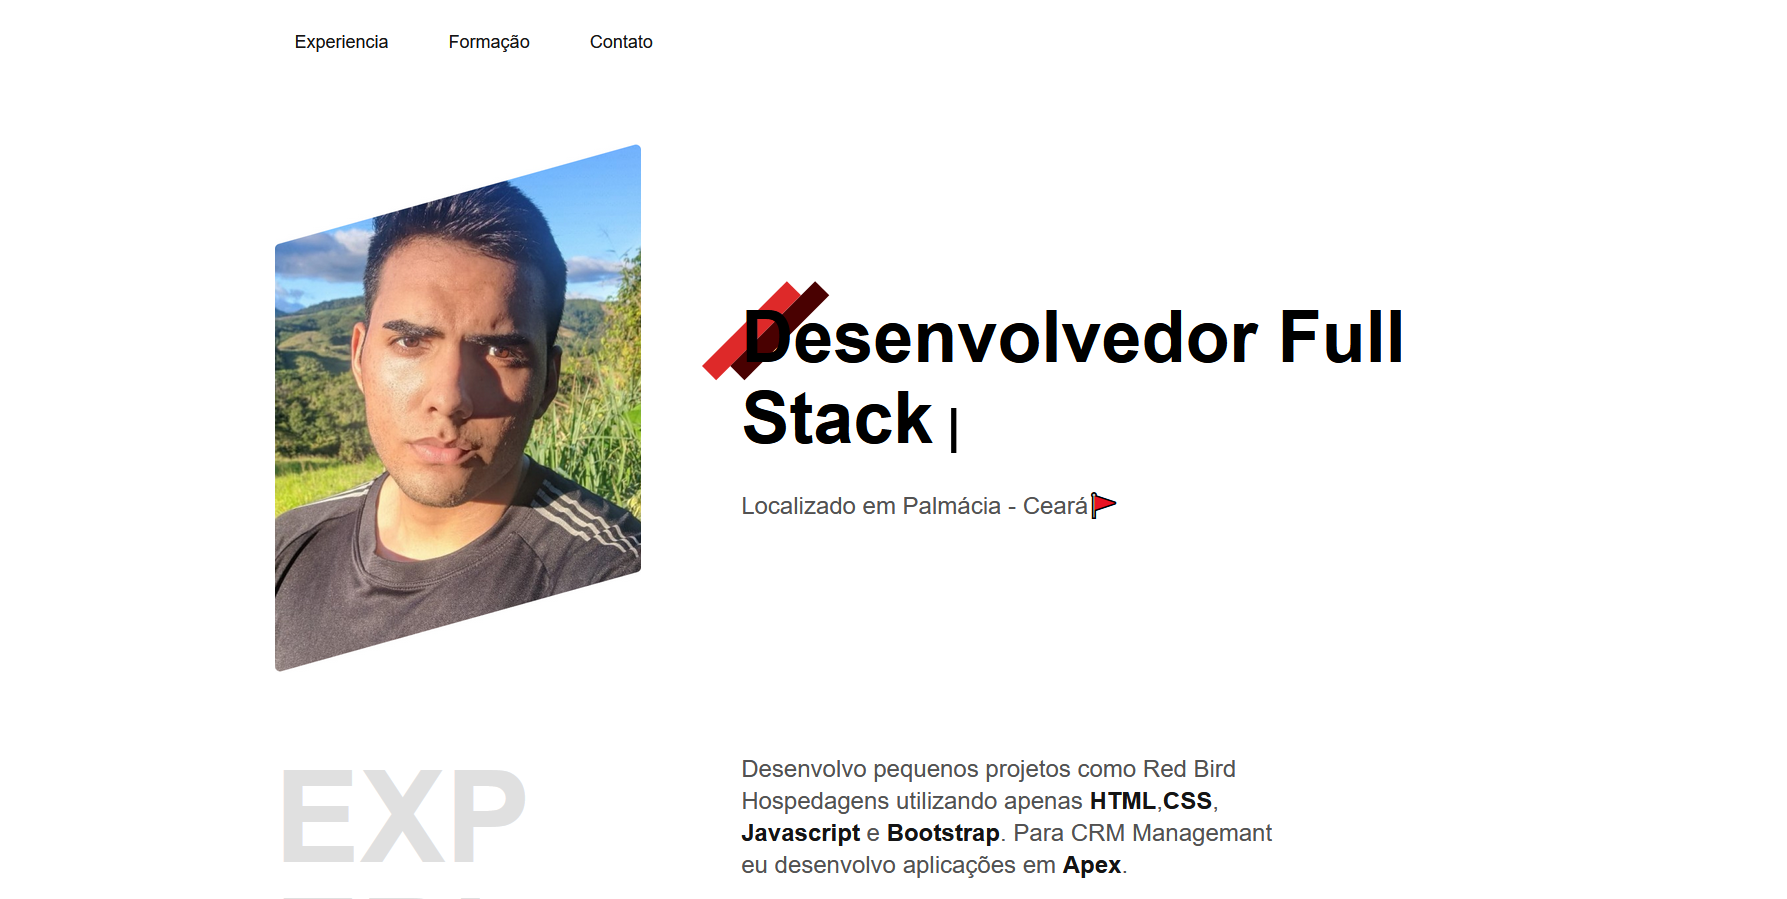 Experiencia Formação Contato
Desenvolvedor Full
Stack |
Localizado em Palmácia - Ceará
EXP
Desenvolvo pequenos projetos como Red Bird
Hospedagens utilizando apenas HTML,CSS,
Javascript e Bootstrap. Para CRM Managemant
eu desenvolvo aplicações em Apex.